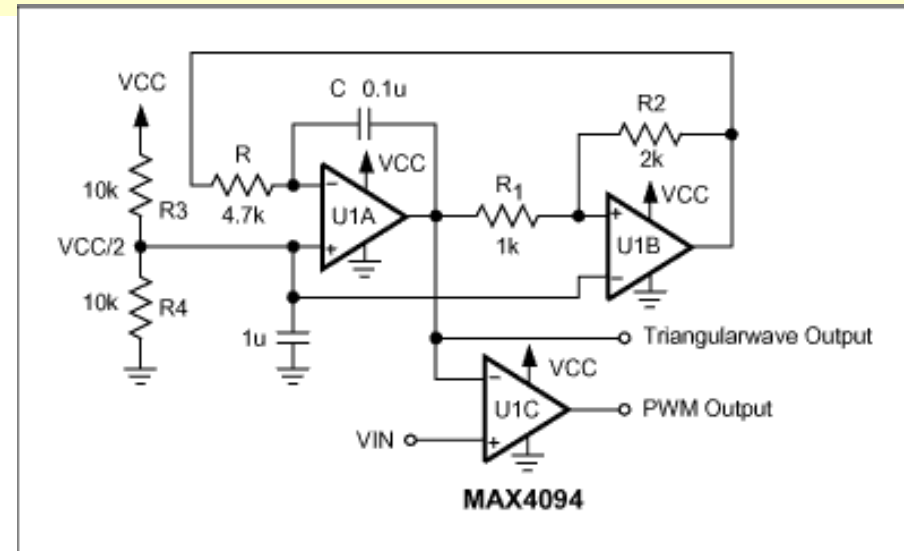 VCC
C 0.1u
R2
R
VCC
2k
10k
4.7k
R1
VCC
R3
U1A
1k
U1B
VCC/2
10k
R4
1u
Triangularwave Output
VCC
U1C
PWM Output
VIN
MAX4094